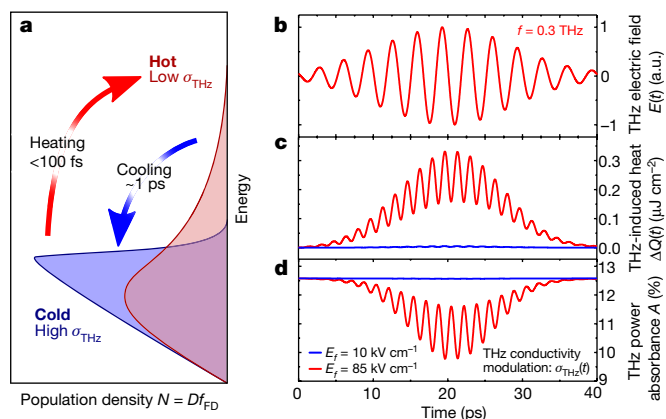 a
Hot
Low σTHz
Heating
<100 fs
Cooling
~1 ps
Energy
Cold
High σTHz
Population density N = DfFD
b
f = 0.3 THz
1
0
−1
THz electric field
E(t) (a.u.)
c
0.3
0.2
0.1
0.0
THz-induced heat
ΔQ(t) (μJ cm−2)
d
13
12
11
10
9
THz power
absorbance A (%)
Ef = 10 kV cm−1
Ef = 85 kV cm−1
THz conductivity
modulation: σTHz(t)
0 10 20 30 40
Time (ps)